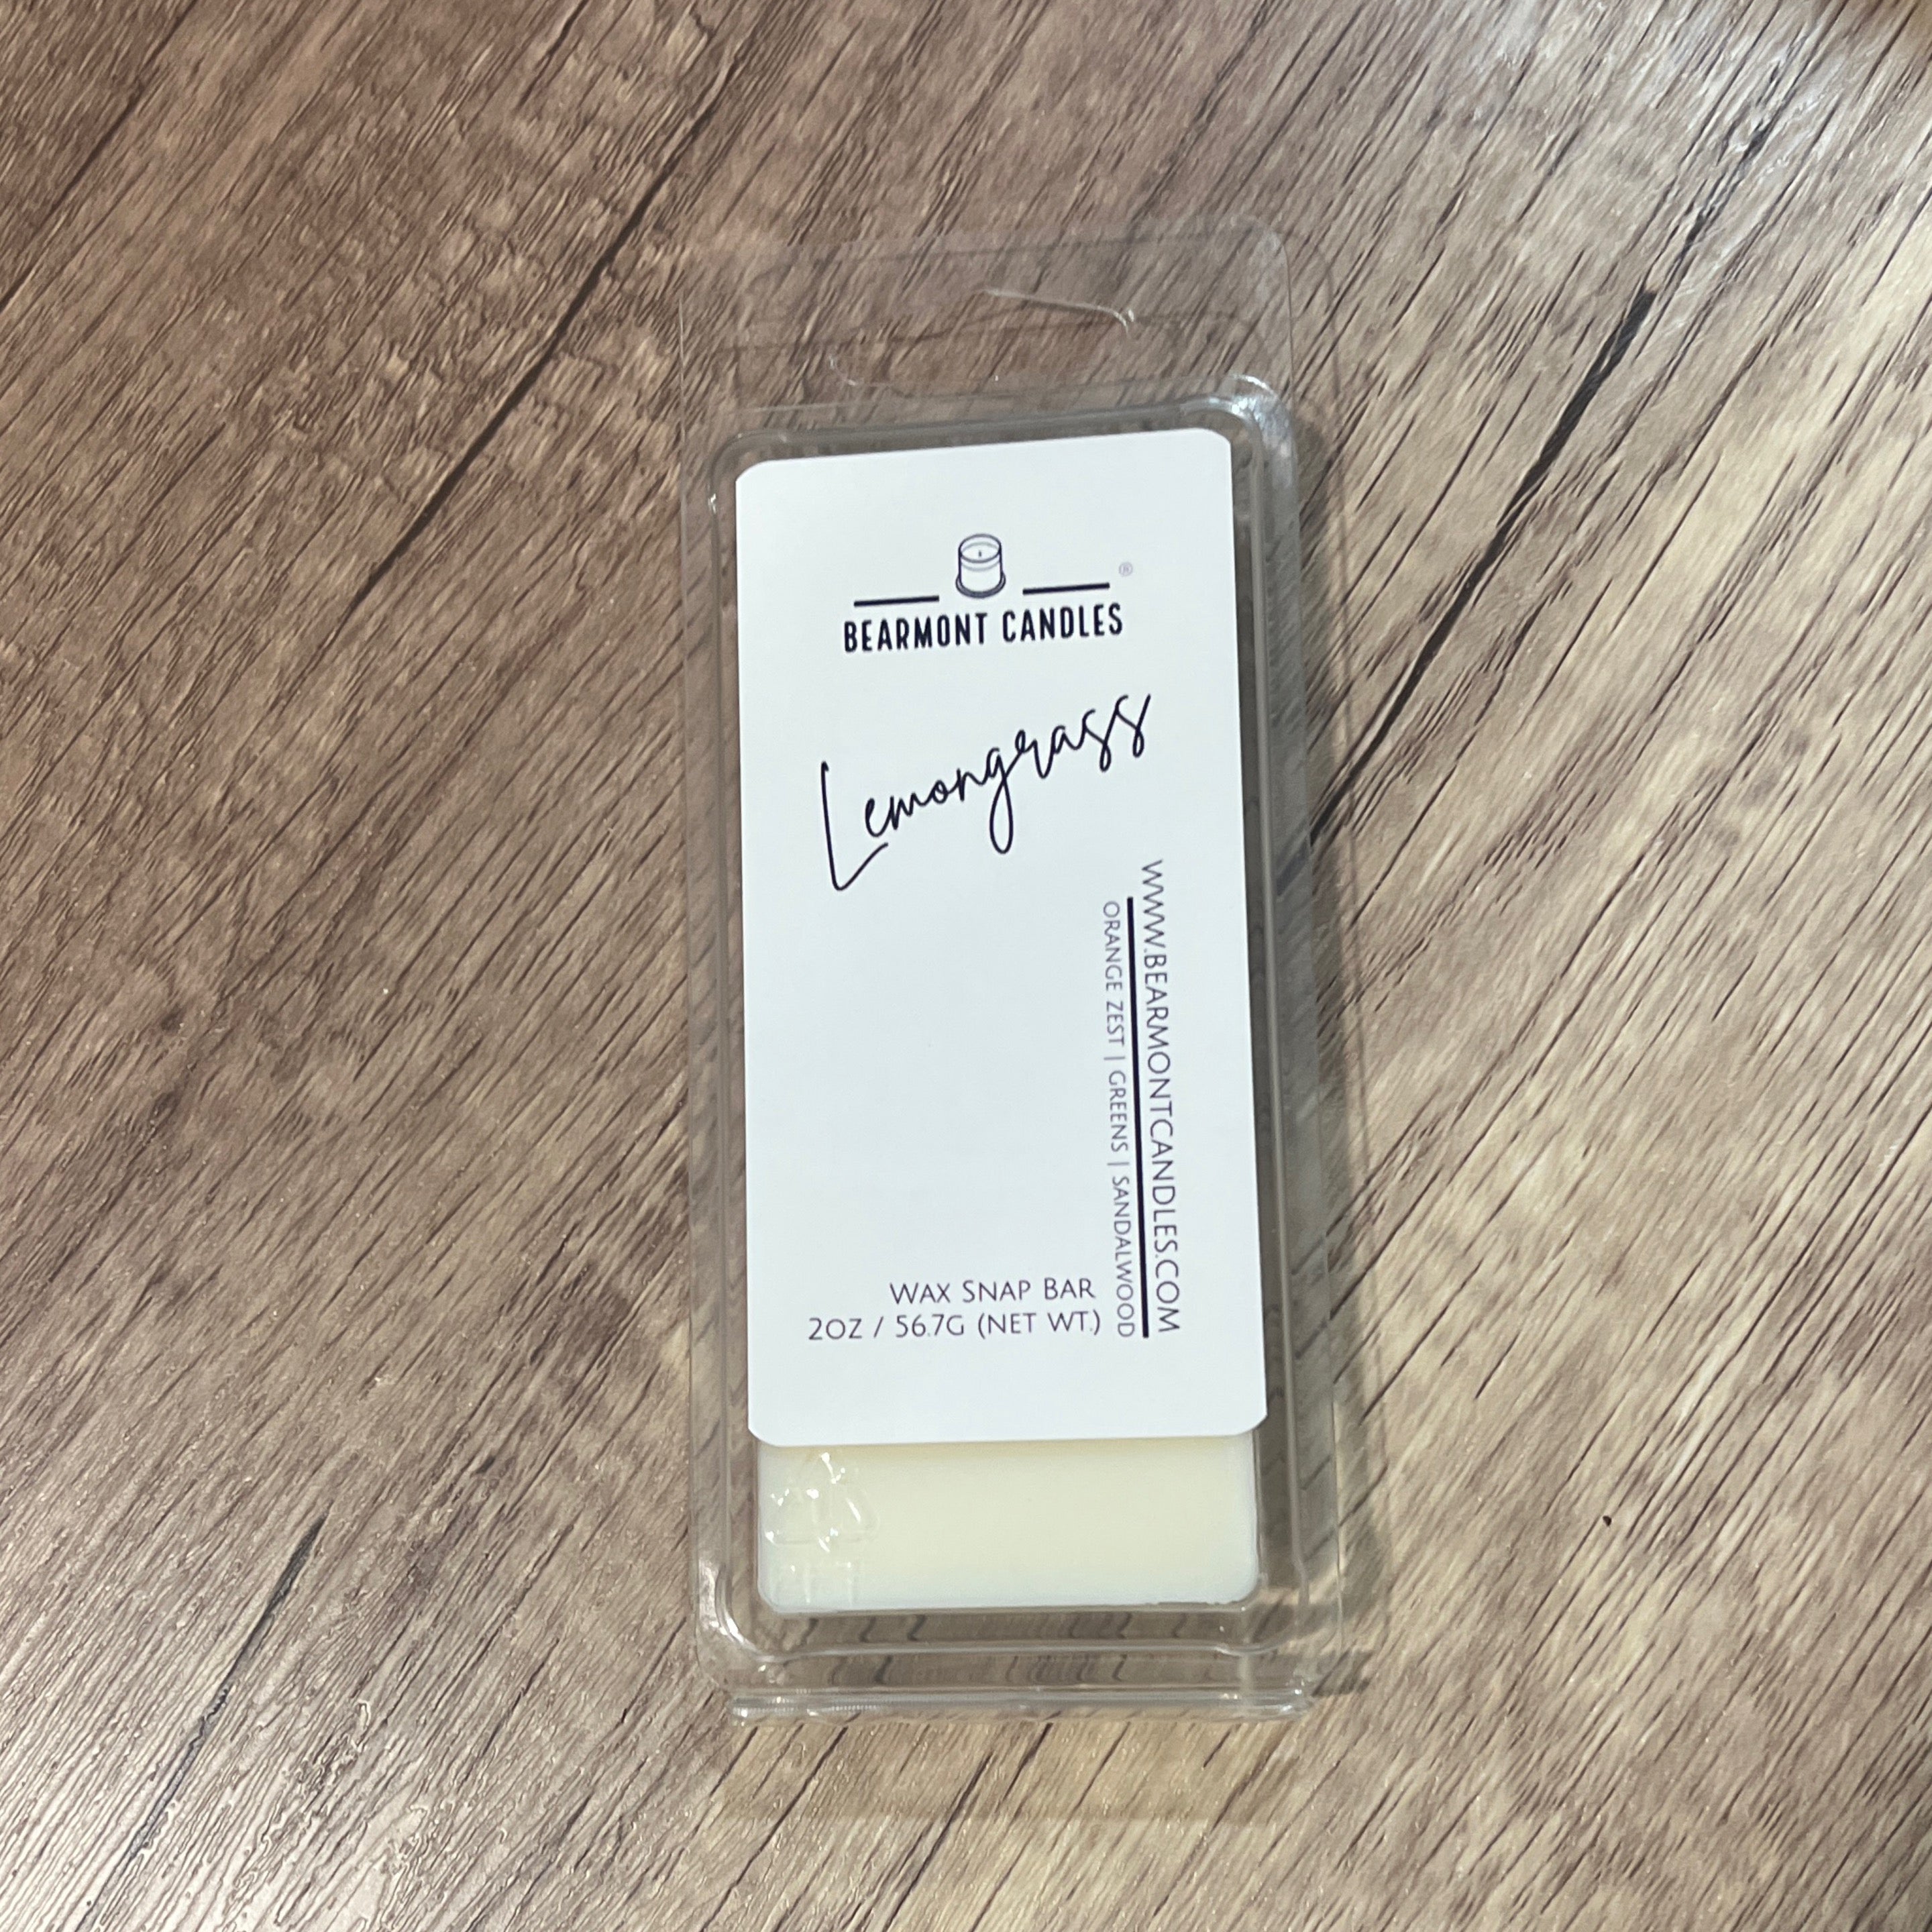 ®
BEARMONT CANDLES
Lemongrass
WWW.BEARMONTCANDLES.COM
ORANGE ZEST | GREENS | SANDALWOOD
WAX SNAP BAR
2OZ / 56.7G (NET WT.)